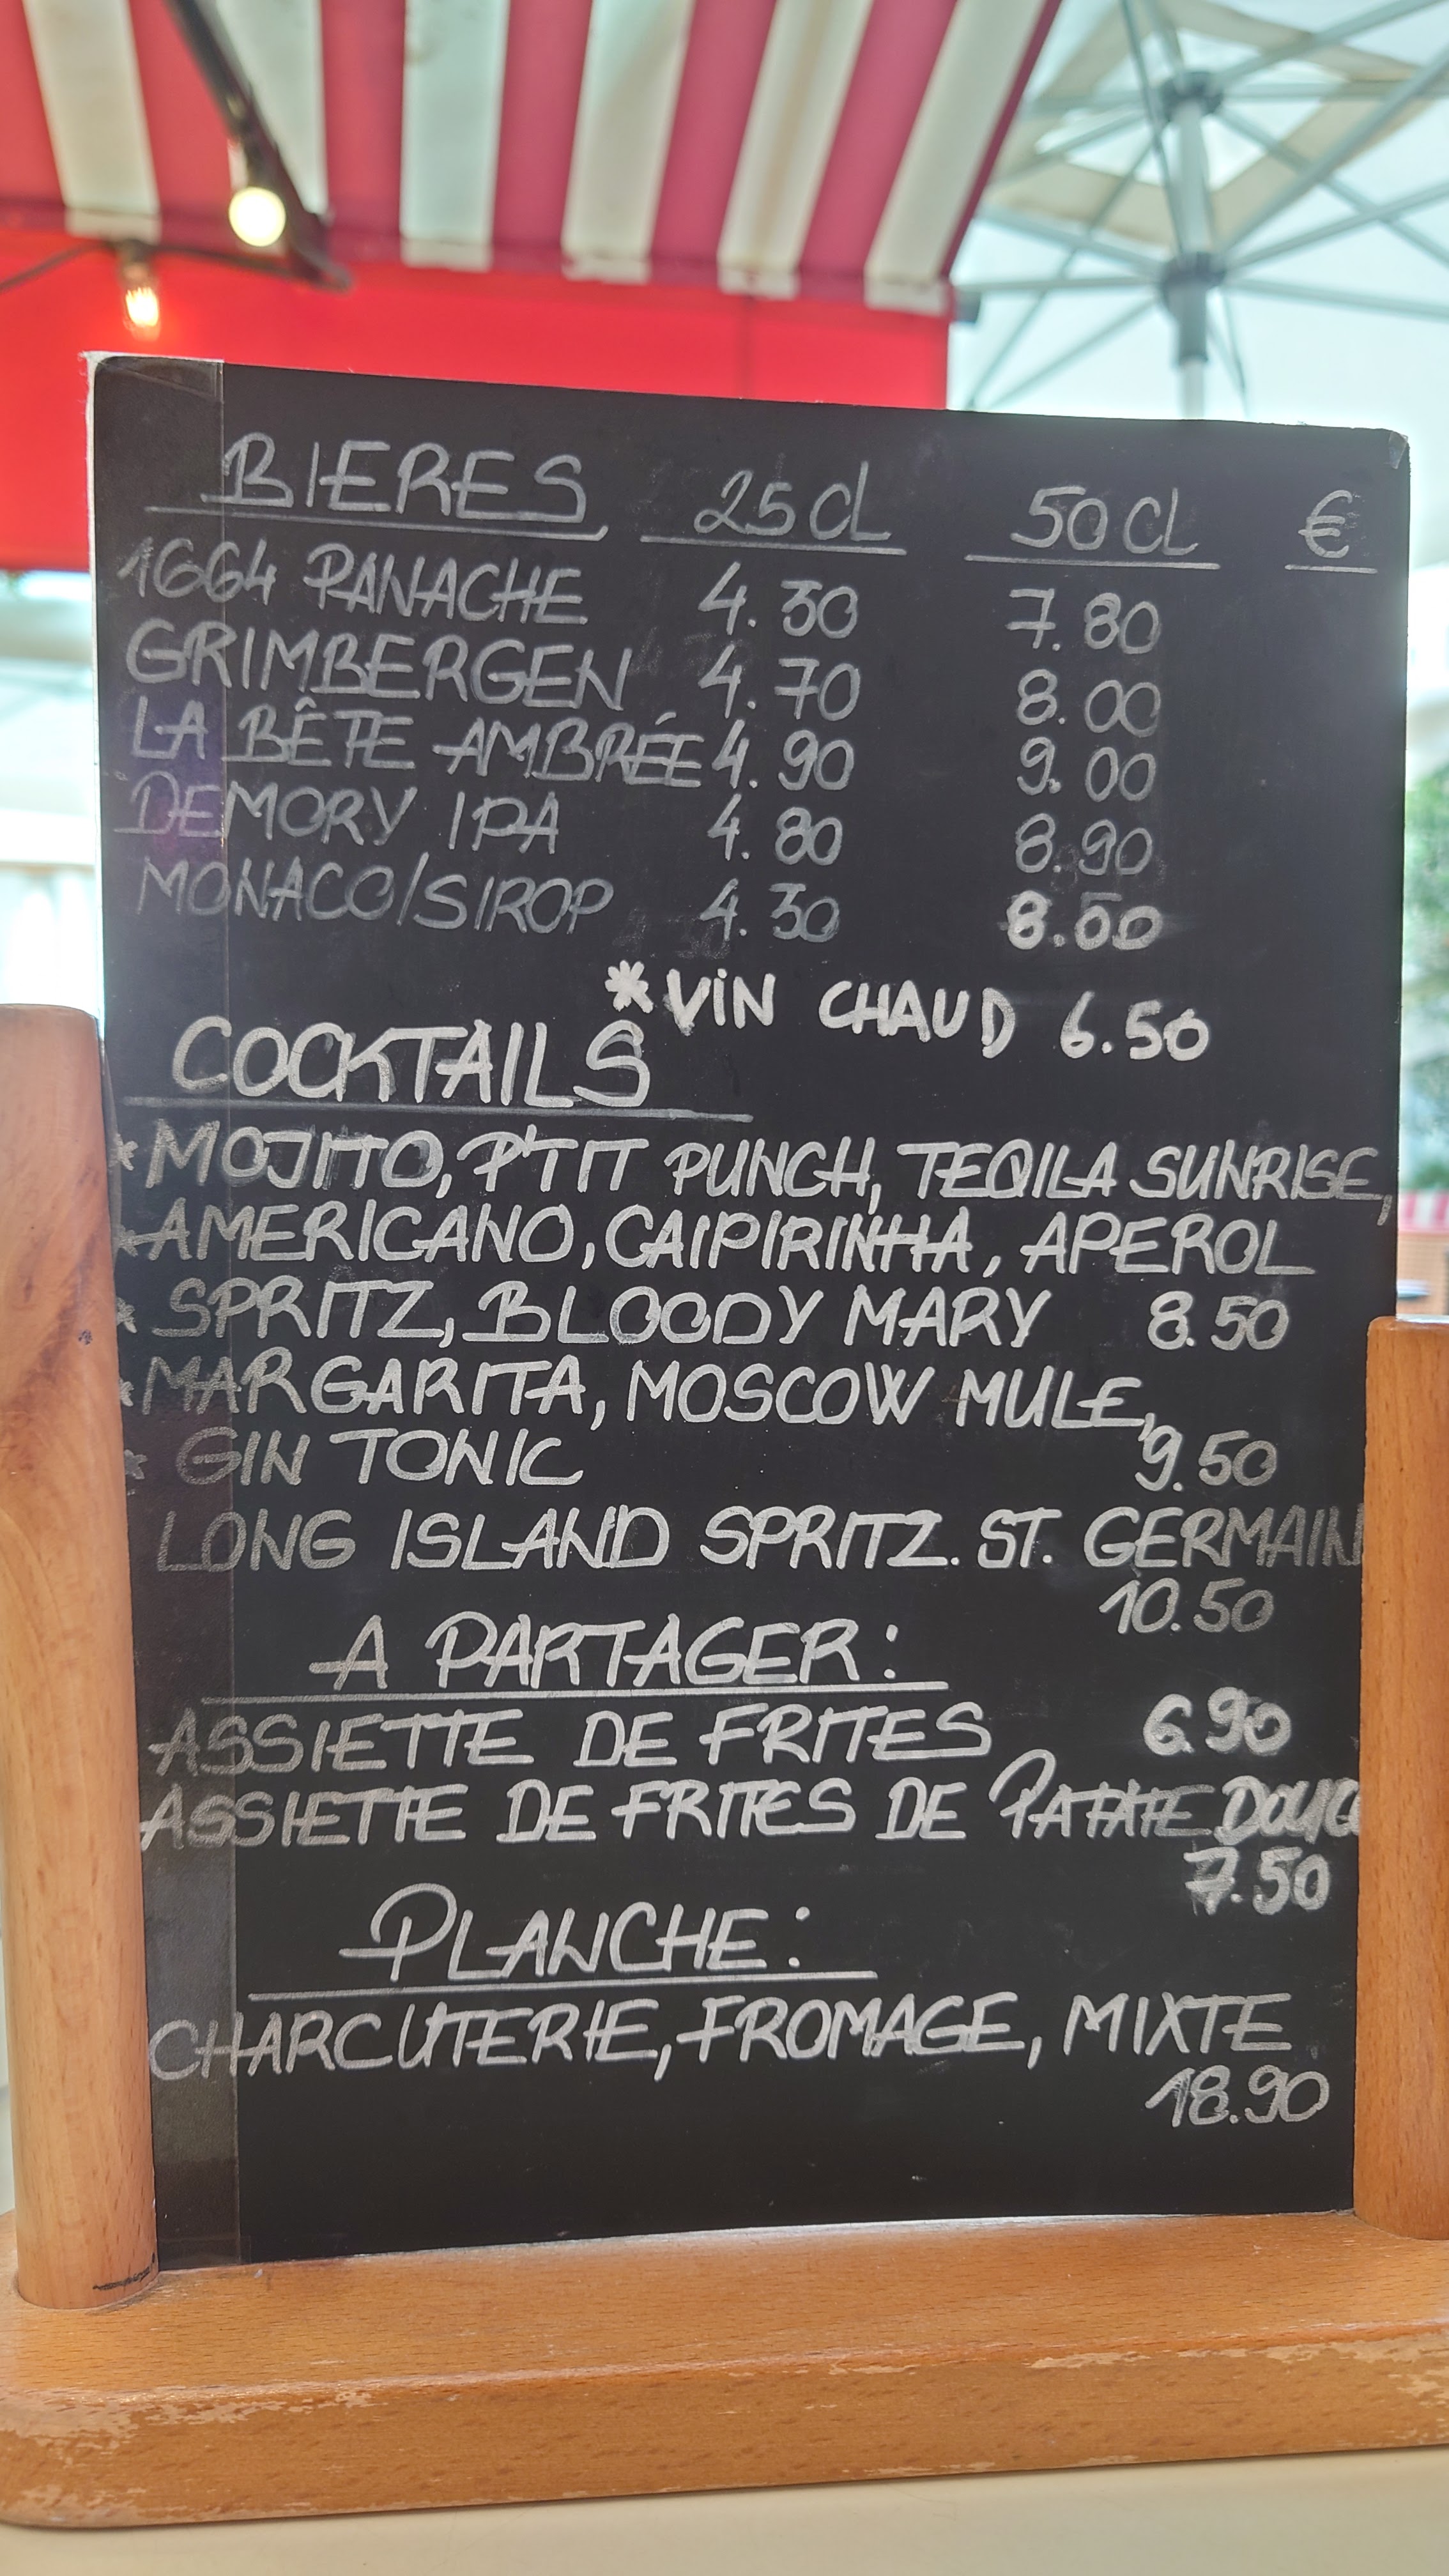 BIERES 25 CL 50 CL €
1664 PANACHE 4.30 7.80
GRIMBERGEN 4.70 8.00
LA BÊTE AMBRÉE 4.90 9.00
DEMORY IPA 4.80 8.90
MONACO/SIROP 4.30 8.00
*VIN CHAUD 6.50
COCKTAILS
*MOJITO, P'TIT PUNCH, TEQILA SUNRISE,
*AMERICANO, CAIPIRINHA, APEROL
*SPRITZ, BLOODY MARY 8.50
*MARGARITA, MOSCOW MULE,
*GIN TONIC 9.50
LONG ISLAND SPRITZ. ST. GERMAIN
10.50
A PARTAGER:
ASSIETTE DE FRITES 6.90
ASSIETTE DE FRITES DE PATATE DOUCE
7.50
PLANCHE:
CHARCUTERIE, FROMAGE, MIXTE
18.90